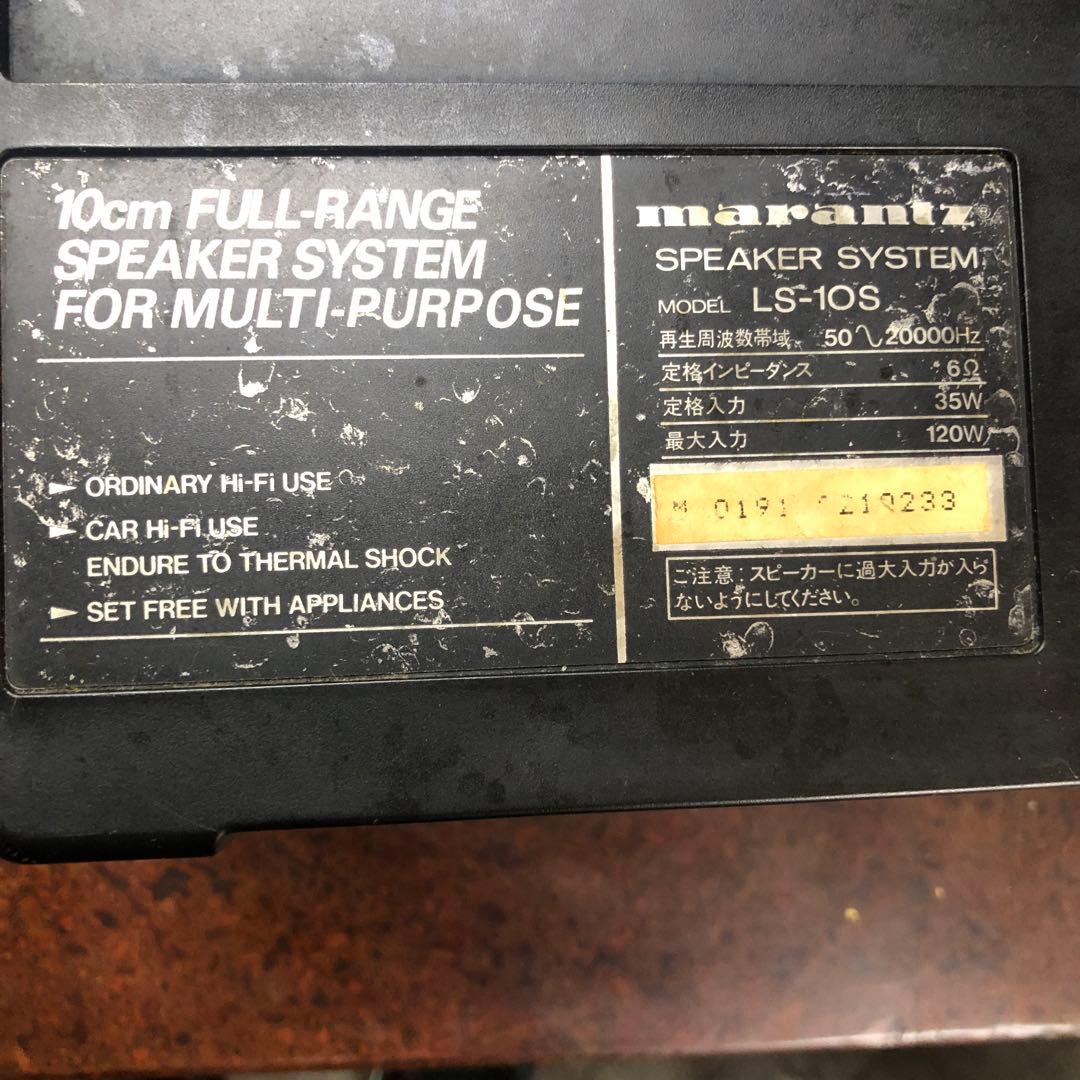 10cm FULL-RANGE
SPEAKER SYSTEM
FOR MULTI-PURPOSE
► ORDINARY Hi-Fi USE
► CAR Hi-Fi USE
ENDURE TO THERMAL SHOCK
► SET FREE WITH APPLIANCES
marantz®
SPEAKER SYSTEM
MODEL LS-10S
再生周波数帯域 50∿20000Hz
定格インピーダンス 6Ω
定格入力 35W
最大入力 120W
M 0191 210233
ご注意:スピーカーに過大入力が入ら
ないようにしてください。